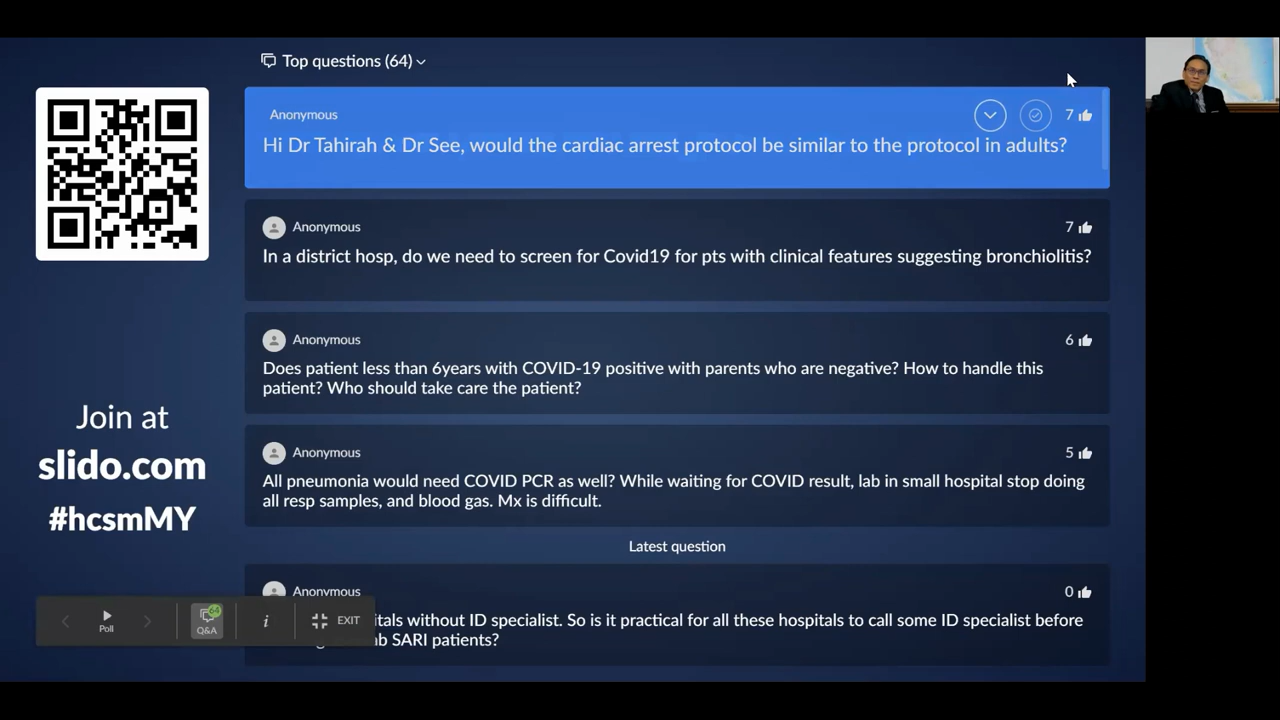 Top questions (64)
Anonymous
7
Hi Dr Tahirah & Dr See, would the cardiac arrest protocol be similar to the protocol in adults?
Anonymous
7
In a district hosp, do we need to screen for Covid19 for pts with clinical features suggesting bronchiolitis?
Anonymous
6
Does patient less than 6years with COVID-19 positive with parents who are negative? How to handle this
patient? Who should take care the patient?
Anonymous
5
All pneumonia would need COVID PCR as well? While waiting for COVID result, lab in small hospital stop doing
all resp samples, and blood gas. Mx is difficult.
Latest question
Anonymous
0
without ID specialist. So is it practical for all these hospitals to call some ID specialist before
SARI patients?
Join at
slido.com
#hcsmMY
Poll
64
Q&A
i
EXIT